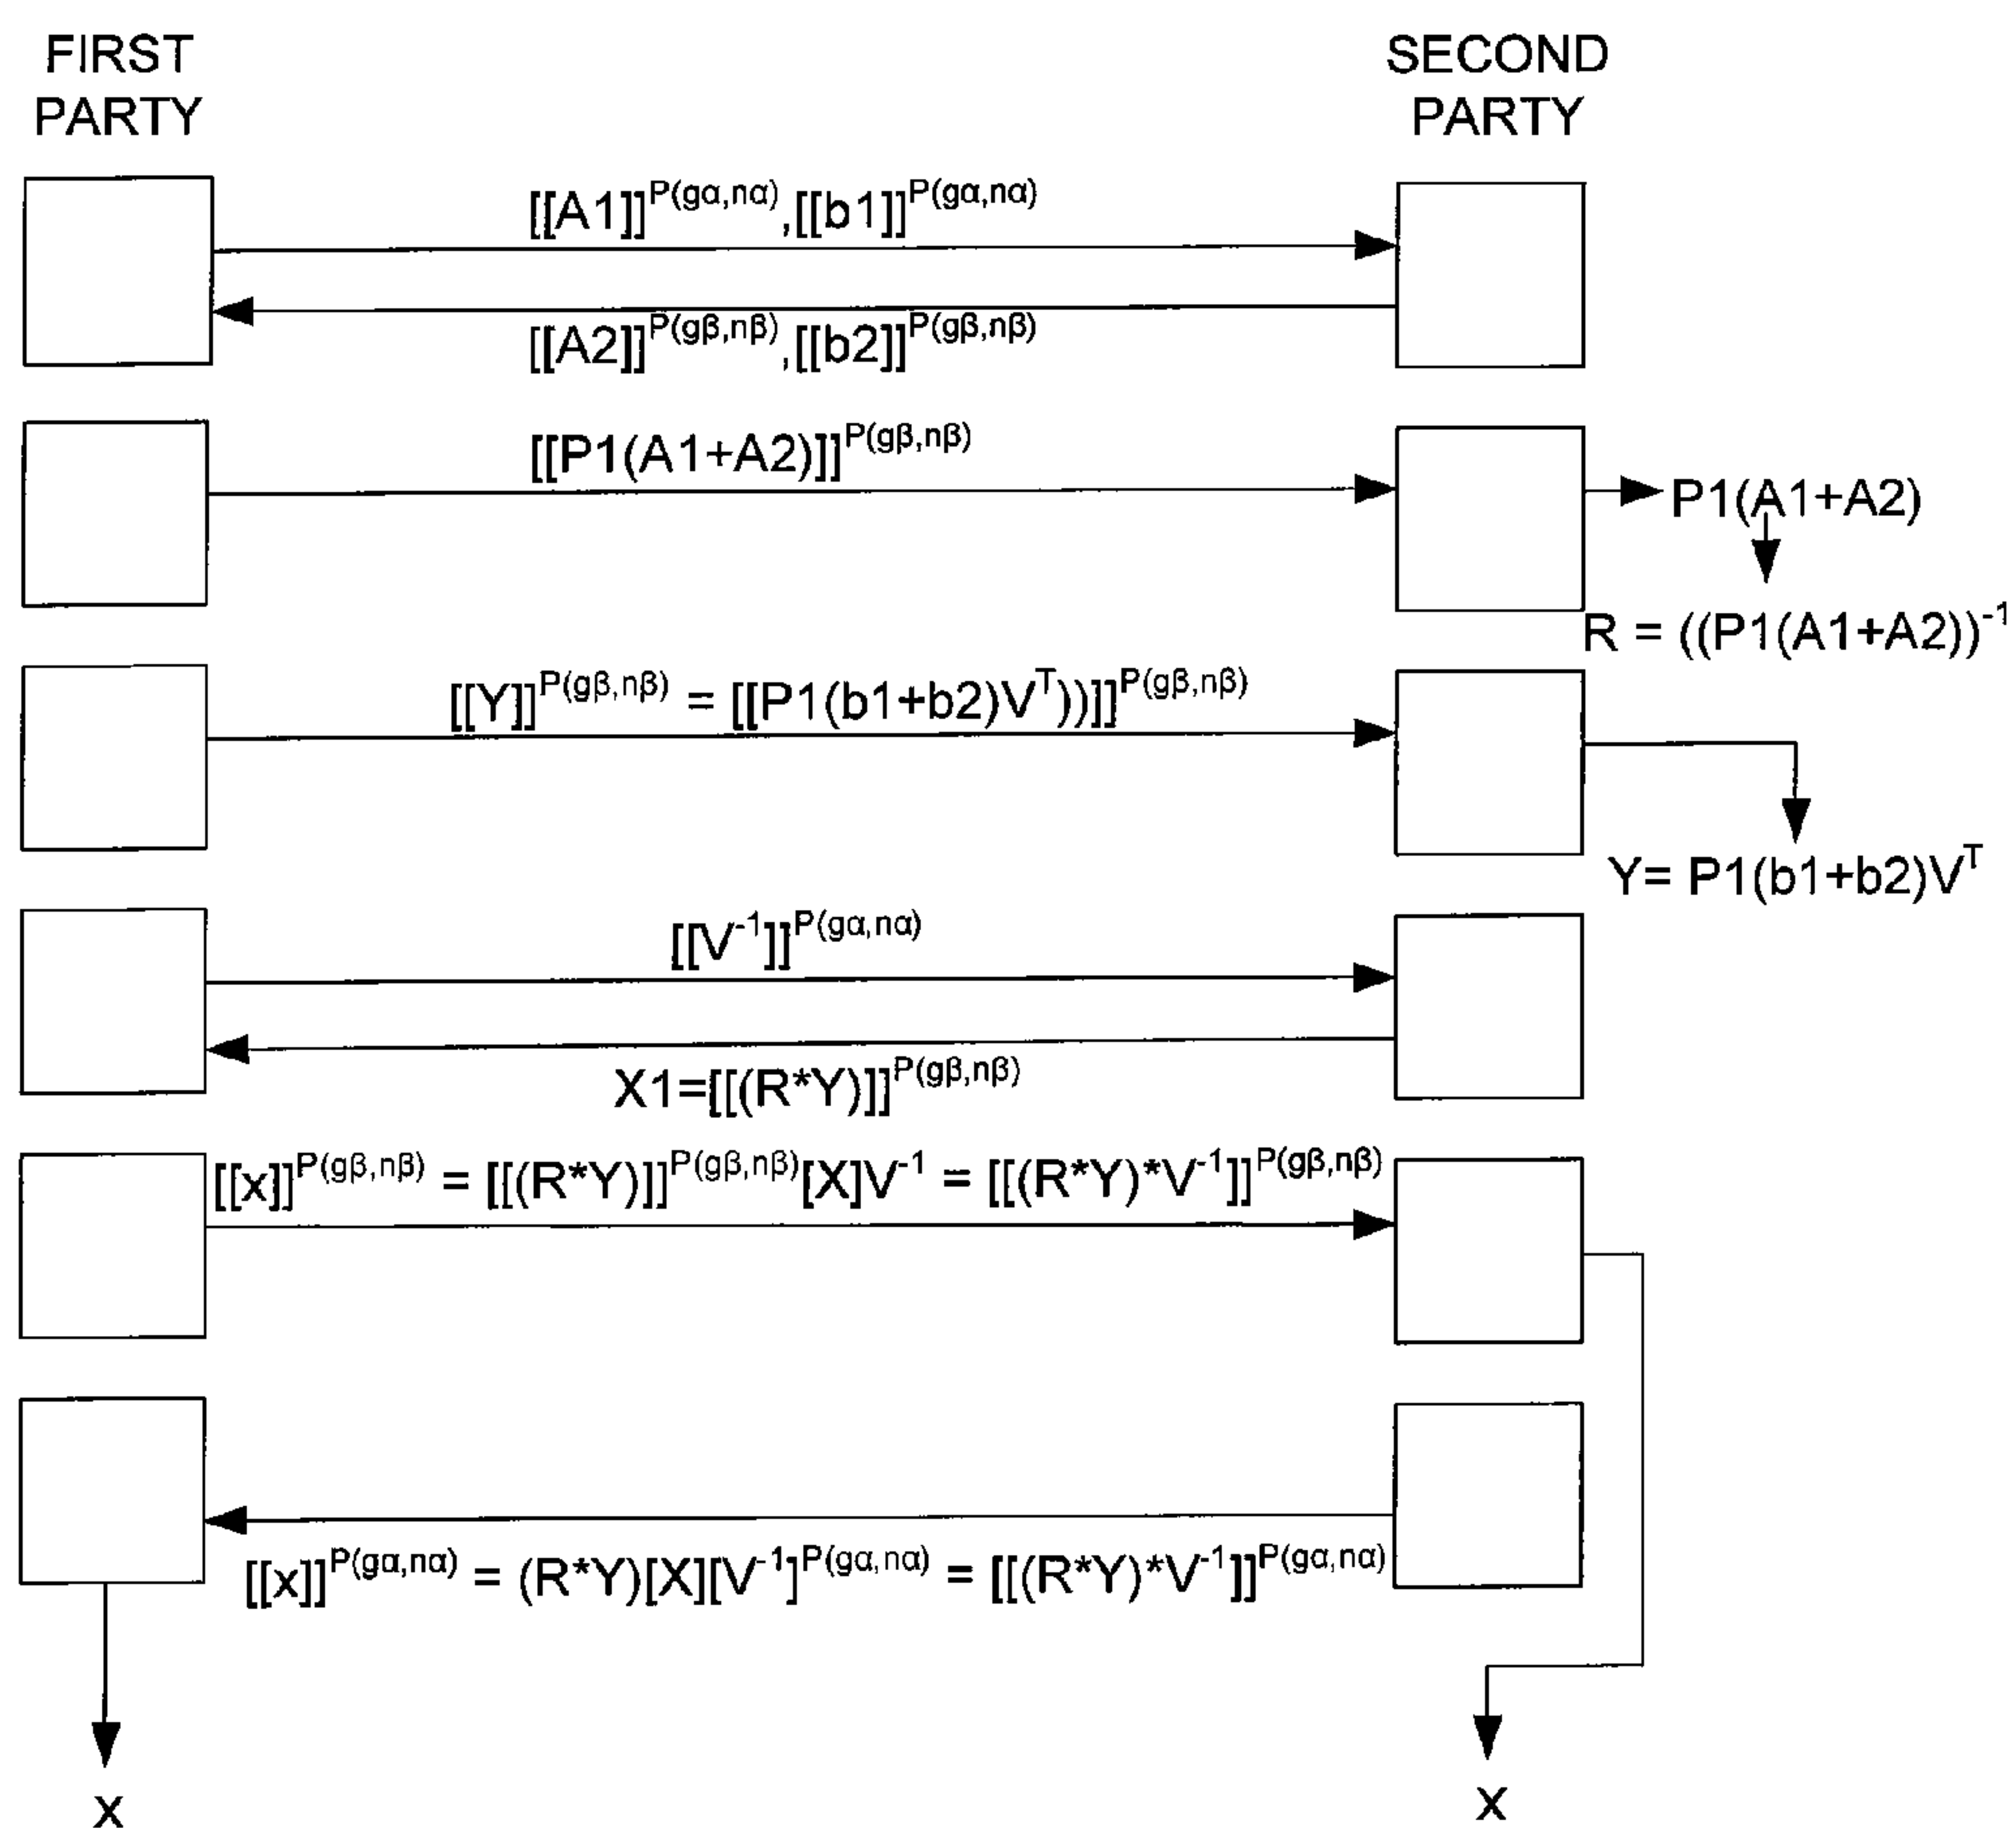 FIRST PARTY
SECOND PARTY
[[A1]]^P(gα,nα),[[b1]]^P(gα,nα)
[[A2]]^P(gβ,nβ),[[b2]]^P(gβ,nβ)
[[P1(A1+A2)]]^P(gβ,nβ)
P1(A1+A2)
R = ((P1(A1+A2))^-1
[[Y]]^P(gβ,nβ) = [[P1(b1+b2)V^T))]]^P(gβ,nβ)
Y= P1(b1+b2)V^T
[[V^-1]]^P(gα,nα)
X1=[[(R*Y)]]^P(gβ,nβ)
[[x]]^P(gβ,nβ) = [[(R*Y)]]^P(gβ,nβ)[X]V^-1 = [[(R*Y)*V^-1]]^P(gβ,nβ)
[[x]]^P(gα,nα) = (R*Y)[X][V^-1]^P(gα,nα) = [[(R*Y)*V^-1]]^P(gα,nα)
x
x